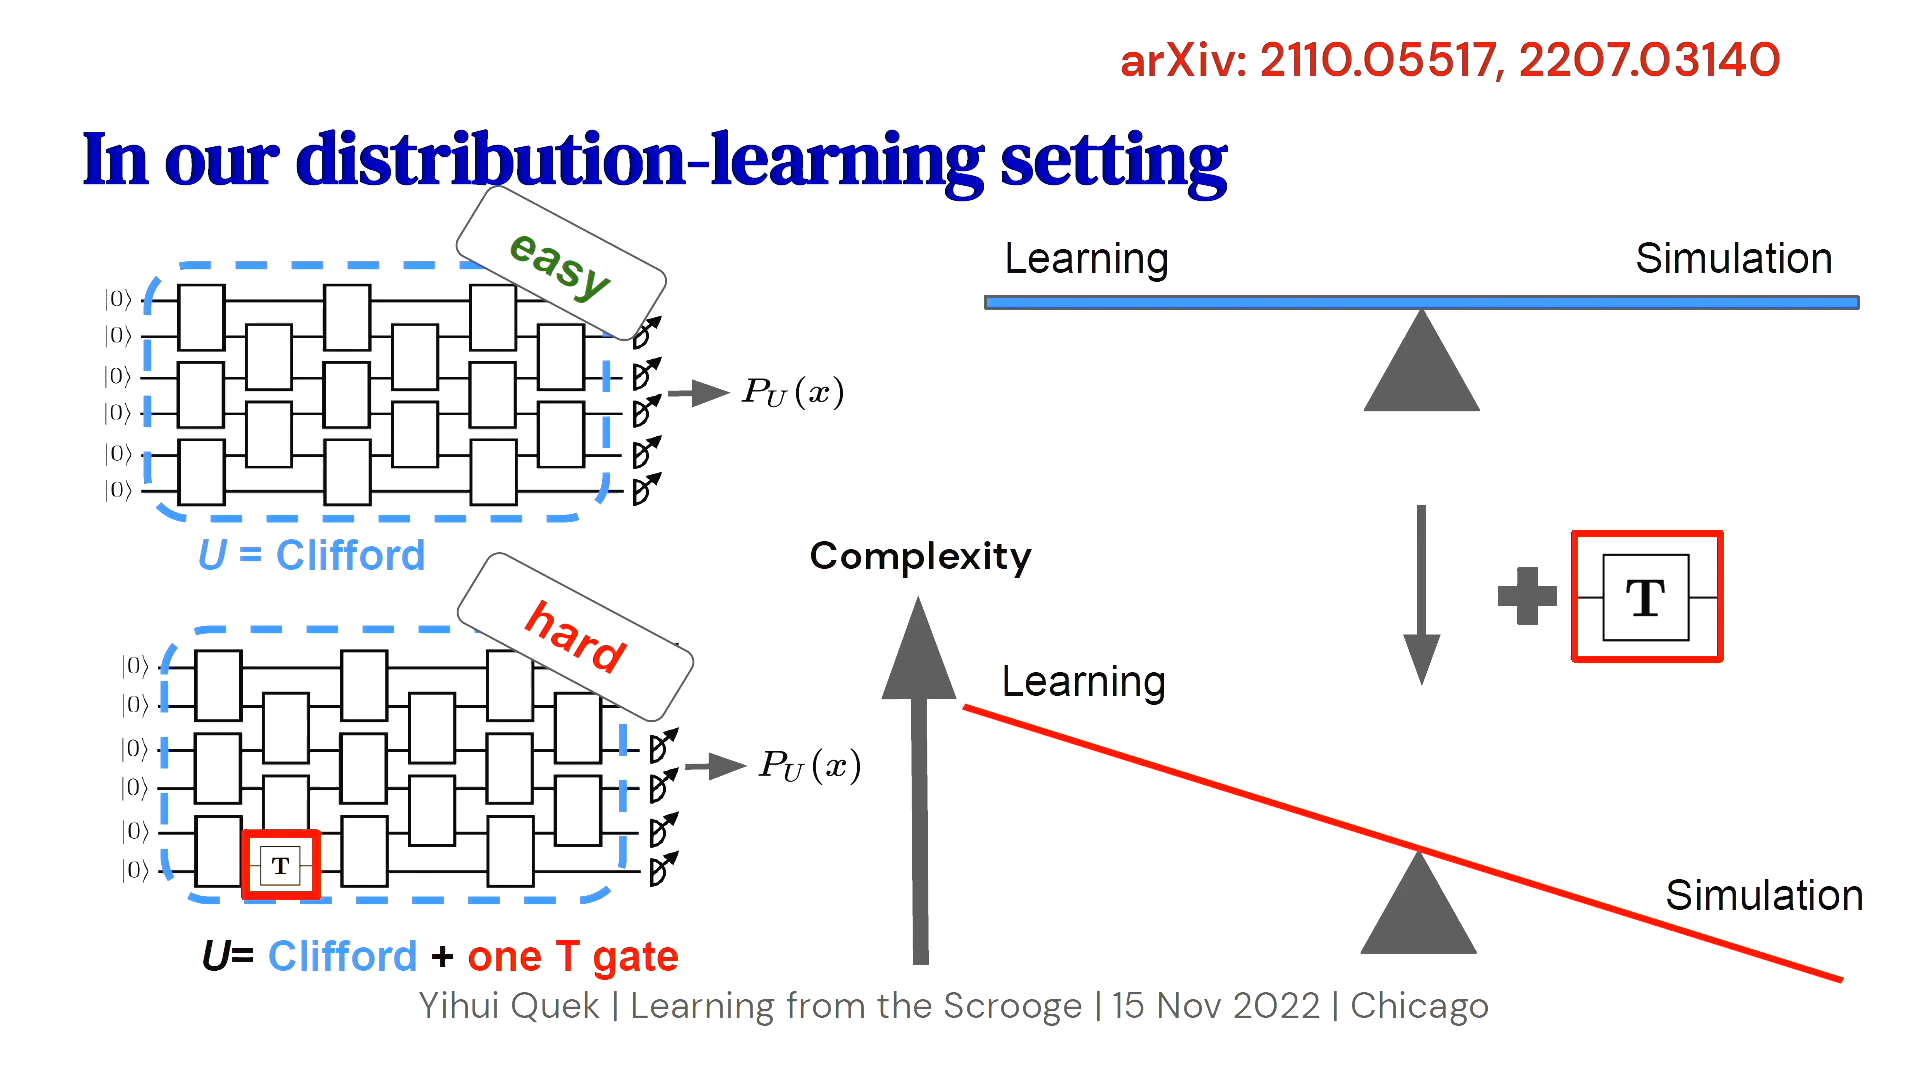 arXiv: 2110.05517, 2207.03140
In our distribution-learning setting
easy
|0⟩
|0⟩
|0⟩
|0⟩
|0⟩
|0⟩
P_U(x)
U = Clifford
Learning
Simulation
hard
|0⟩
|0⟩
|0⟩
|0⟩
|0⟩
|0⟩
T
P_U(x)
U= Clifford + one T gate
Complexity
T
Learning
Simulation
Yihui Quek | Learning from the Scrooge | 15 Nov 2022 | Chicago